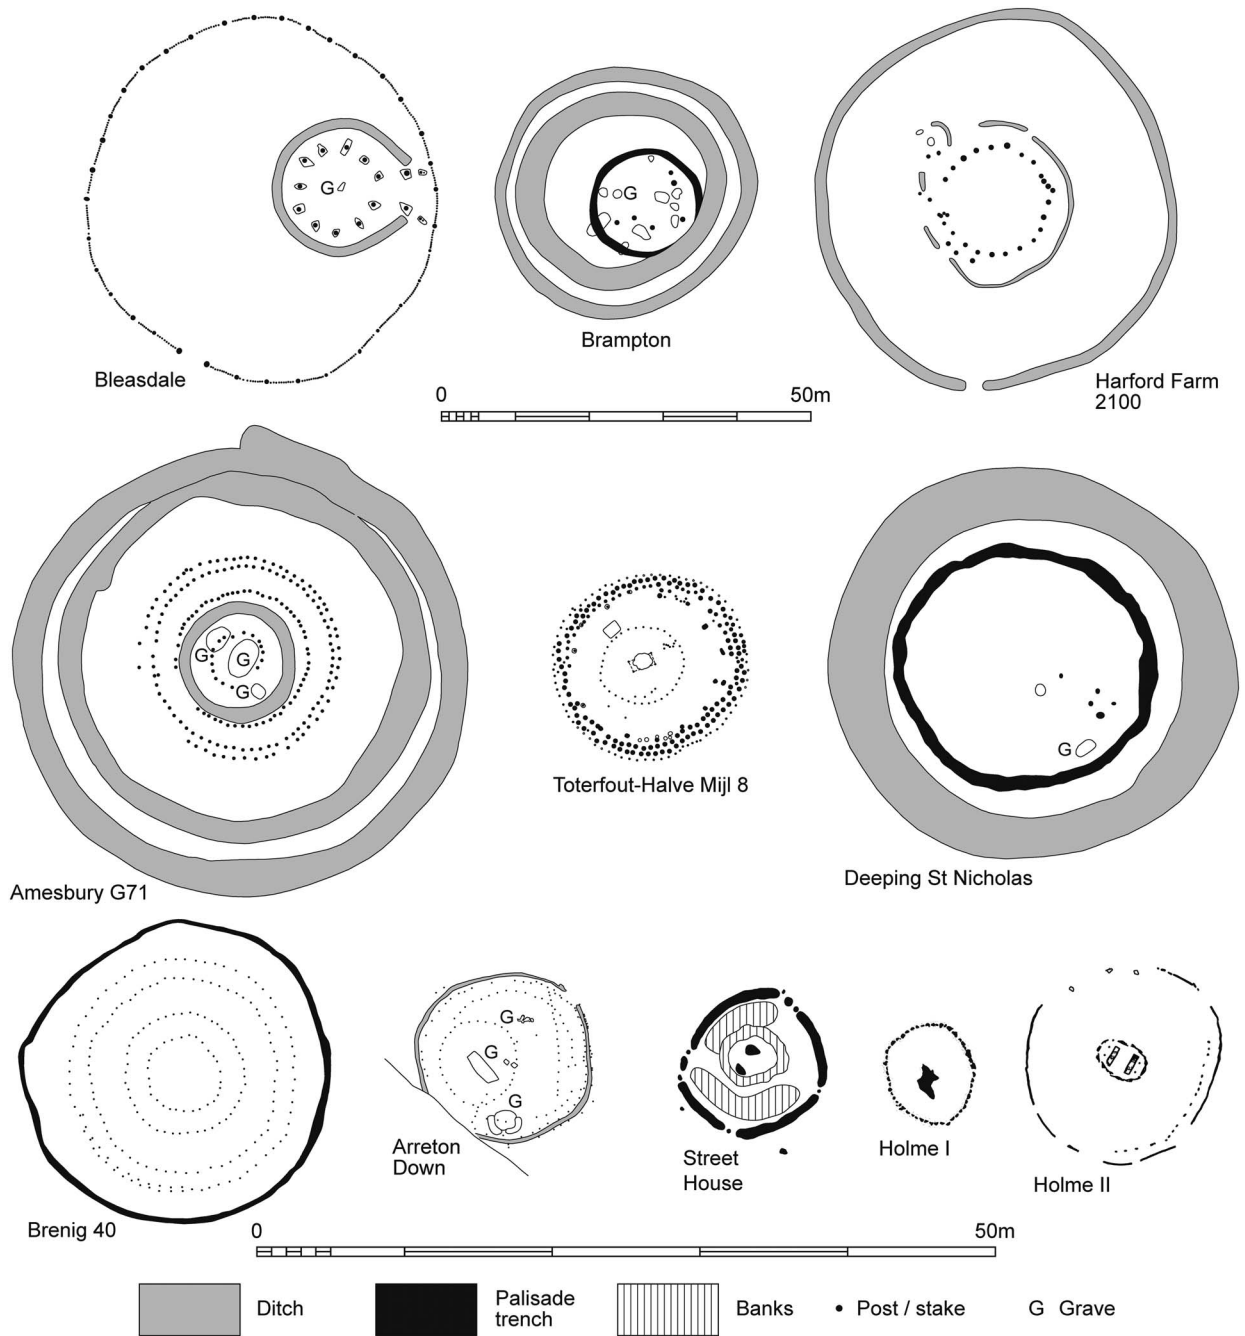 G
Bleasdale
G
Brampton
Harford Farm
2100
0 50m
G
G
G
Amesbury G71
Toterfout-Halve Mijl 8
G
Deeping St Nicholas
Brenig 40
G
G
G
Arreton
Down
Street
House
Holme I
Holme II
0 50m
Ditch
Palisade
trench
Banks
Post / stake
G Grave